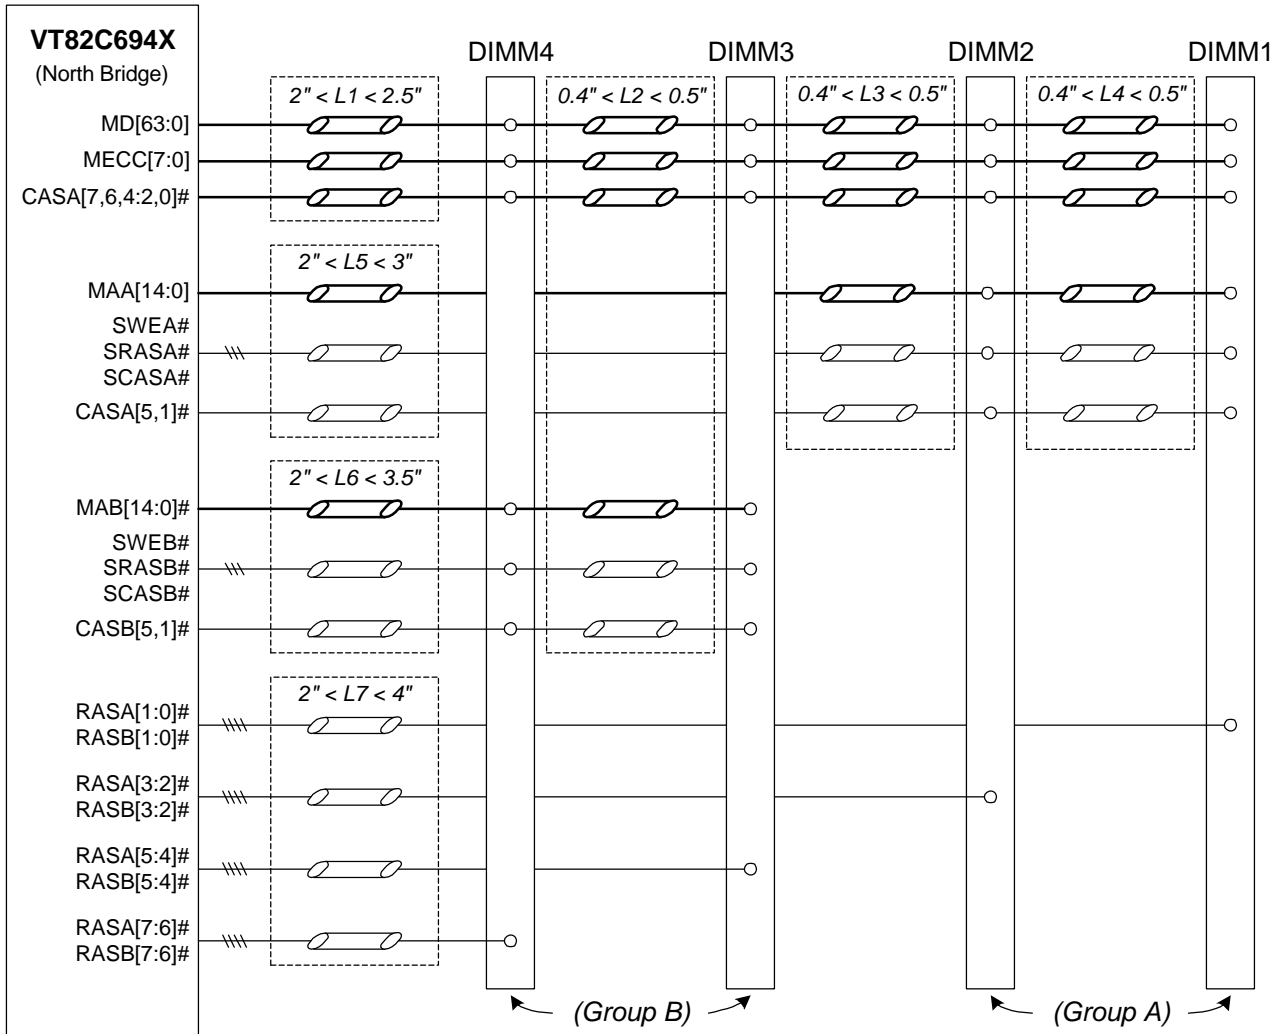 VT82C694X
(North Bridge)
DIMM4 DIMM3 DIMM2 DIMM1
2" < L1 < 2.5" 0.4" < L2 < 0.5" 0.4" < L3 < 0.5" 0.4" < L4 < 0.5"
MD[63:0]
MECC[7:0]
CASA[7,6,4:2,0]#
2" < L5 < 3"
MAA[14:0]
SWEA#
SRASA#
SCASA#
CASA[5,1]#
2" < L6 < 3.5"
MAB[14:0]#
SWEB#
SRASB#
SCASB#
CASB[5,1]#
2" < L7 < 4"
RASA[1:0]#
RASB[1:0]#
RASA[3:2]#
RASB[3:2]#
RASA[5:4]#
RASB[5:4]#
RASA[7:6]#
RASB[7:6]#
(Group B) (Group A)